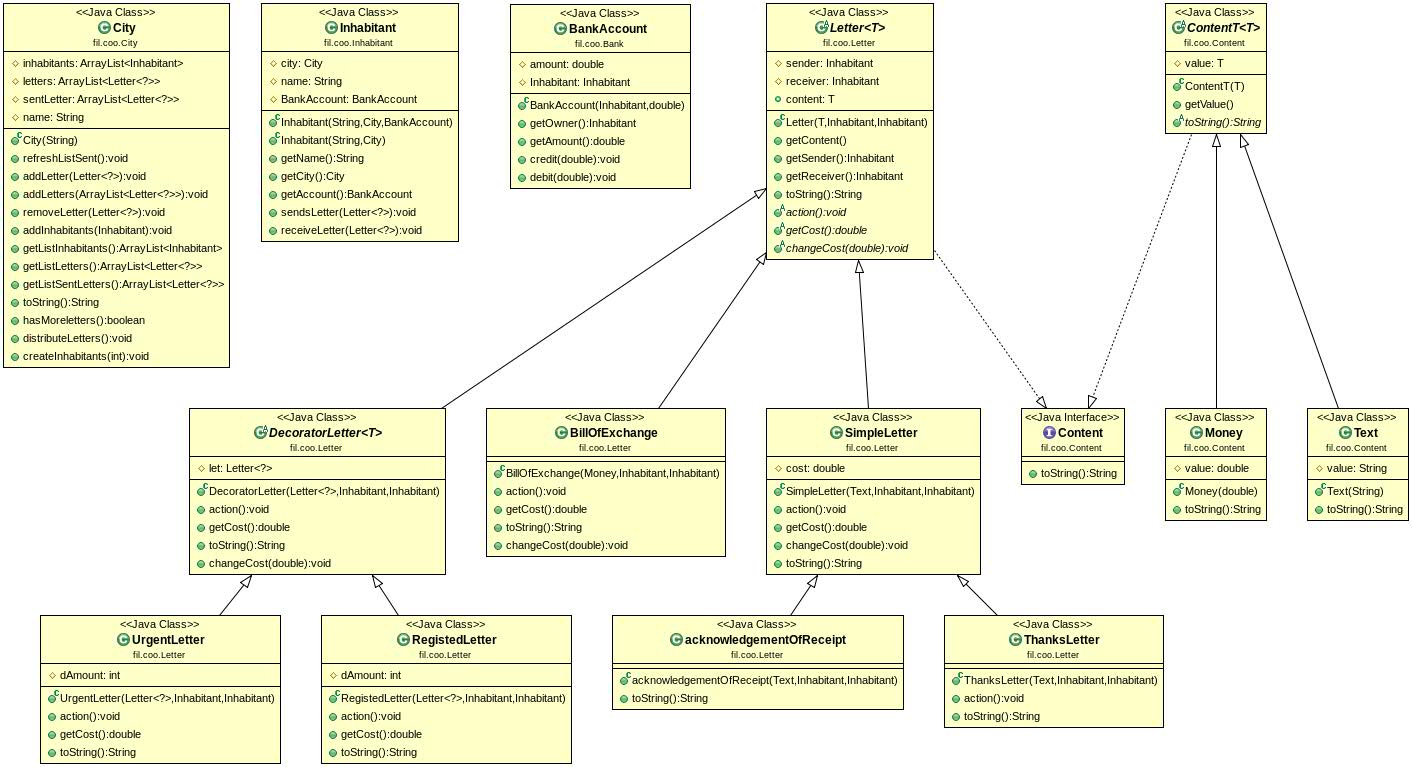 <<Java Class>>
City
fil.coo.City
inhabitants: ArrayList<Inhabitant>
letters: ArrayList<Letter<?>>
sentLetter: ArrayList<Letter<?>>
name: String
City(String)
refreshListSent():void
addLetter(Letter<?>):void
addLetters(ArrayList<Letter<?>>):void
removeLetter(Letter<?>):void
addInhabitants(Inhabitant):void
getListInhabitants():ArrayList<Inhabitant>
getListLetters():ArrayList<Letter<?>>
getListSentLetters():ArrayList<Letter<?>>
toString():String
hasMoreletters():boolean
distributeLetters():void
createInhabitants(int):void
<<Java Class>>
Inhabitant
fil.coo.Inhabitant
city: City
name: String
BankAccount: BankAccount
Inhabitant(String,City,BankAccount)
Inhabitant(String,City)
getName():String
getCity():City
getAccount():BankAccount
sendsLetter(Letter<?>):void
receiveLetter(Letter<?>):void
<<Java Class>>
BankAccount
fil.coo.Bank
amount: double
Inhabitant: Inhabitant
BankAccount(Inhabitant,double)
getOwner():Inhabitant
getAmount():double
credit(double):void
debit(double):void
<<Java Class>>
Letter<T>
fil.coo.Letter
sender: Inhabitant
receiver: Inhabitant
content: T
Letter(T,Inhabitant,Inhabitant)
getContent()
getSender():Inhabitant
getReceiver():Inhabitant
toString():String
action():void
getCost():double
changeCost(double):void
<<Java Class>>
ContentT<T>
fil.coo.Content
value: T
ContentT(T)
getValue()
toString():String
<<Java Class>>
DecoratorLetter<T>
fil.coo.Letter
let: Letter<?>
DecoratorLetter(Letter<?>,Inhabitant,Inhabitant)
action():void
getCost():double
toString():String
changeCost(double):void
<<Java Class>>
BillOfExchange
fil.coo.Letter
BillOfExchange(Money,Inhabitant,Inhabitant)
action():void
getCost():double
toString():String
changeCost(double):void
<<Java Class>>
SimpleLetter
fil.coo.Letter
cost: double
SimpleLetter(Text,Inhabitant,Inhabitant)
action():void
getCost():double
changeCost(double):void
toString():String
<<Java Interface>>
Content
fil.coo.Content
toString():String
<<Java Class>>
Money
fil.coo.Content
value: double
Money(double)
toString():String
<<Java Class>>
Text
fil.coo.Content
value: String
Text(String)
toString():String
<<Java Class>>
UrgentLetter
fil.coo.Letter
dAmount: int
UrgentLetter(Letter<?>,Inhabitant,Inhabitant)
action():void
getCost():double
toString():String
<<Java Class>>
RegistedLetter
fil.coo.Letter
dAmount: int
RegistedLetter(Letter<?>,Inhabitant,Inhabitant)
action():void
getCost():double
toString():String
<<Java Class>>
acknowledgementOfReceipt
fil.coo.Letter
acknowledgementOfReceipt(Text,Inhabitant,Inhabitant)
toString():String
<<Java Class>>
ThanksLetter
fil.coo.Letter
ThanksLetter(Text,Inhabitant,Inhabitant)
action():void
toString():String